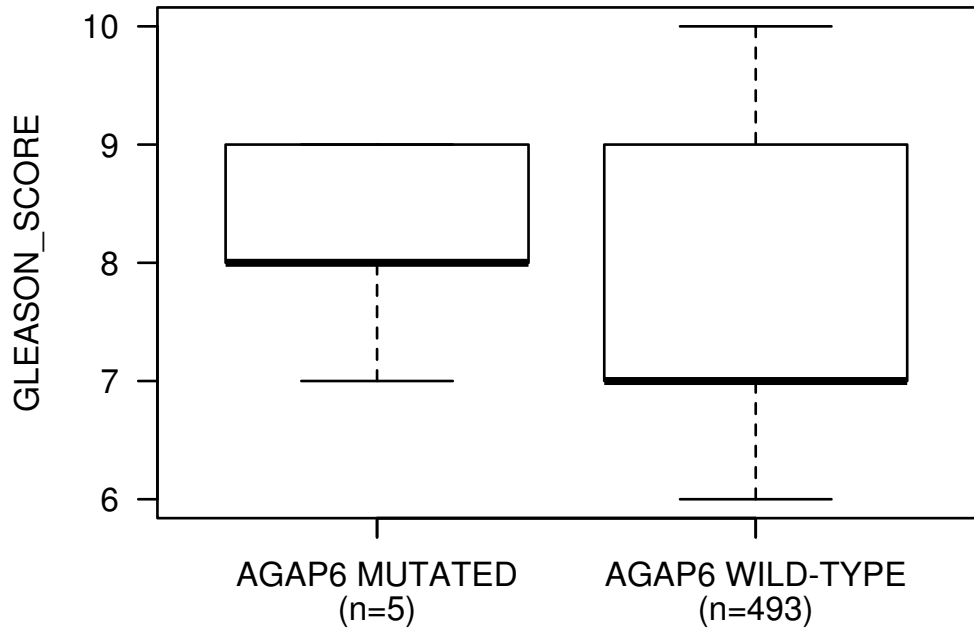 GLEASON_SCORE
10
9
8
7
6
AGAP6 MUTATED
(n=5)
AGAP6 WILD-TYPE
(n=493)